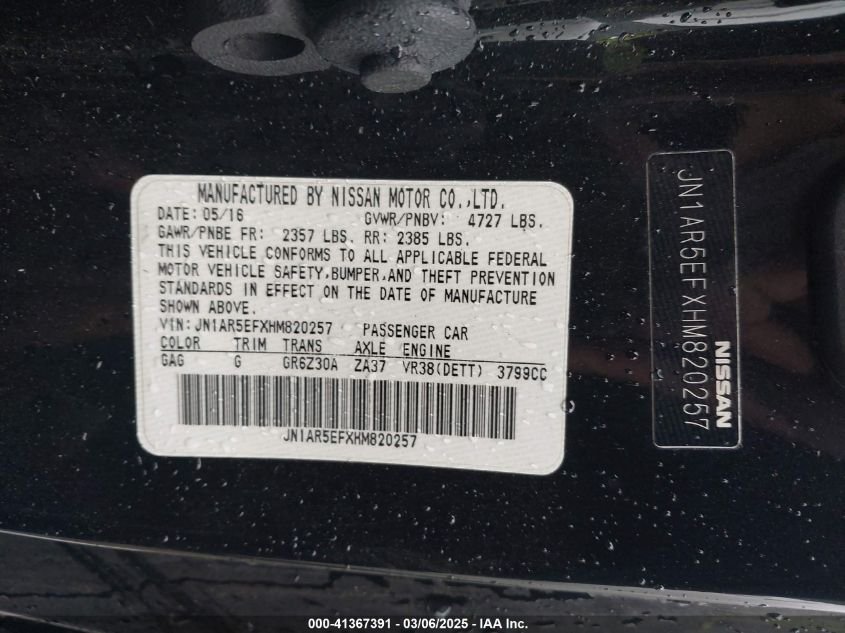 MANUFACTURED BY NISSAN MOTOR CO.,LTD.
DATE: 05/16 GVWR/PNBV: 4727 LBS.
GAWR/PNBE FR: 2357 LBS. RR: 2385 LBS.
THIS VEHICLE CONFORMS TO ALL APPLICABLE FEDERAL
MOTOR VEHICLE SAFETY,BUMPER,AND THEFT PREVENTION
STANDARDS IN EFFECT ON THE DATE OF MANUFACTURE
SHOWN ABOVE.
VIN: JN1AR5EFXHM820257 PASSENGER CAR
COLOR TRIM TRANS AXLE ENGINE
GAG G GR6Z30A ZA37 VR38(DETT) 3799CC
JN1AR5EFXHM820257
JN1AR5EFXHM820257
NISSAN
000-41367391 - 03/06/2025 - IAA Inc.